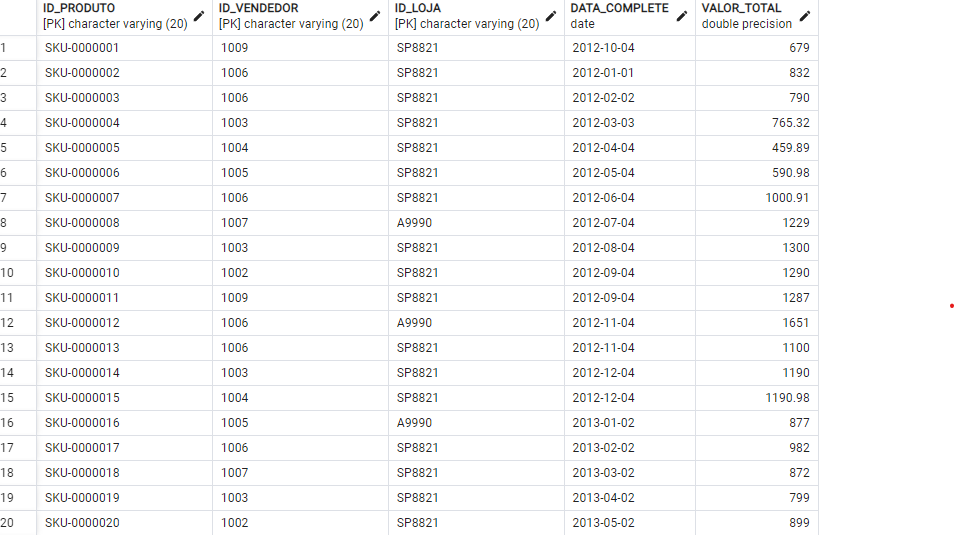 ID_PRODUTO ID_VENDEDOR ID_LOJA DATA_COMPLETE VALOR_TOTAL
[PK] character varying (20) [PK] character varying (20) [PK] character varying (20) date double precision
1 SKU-0000001 1009 SP8821 2012-10-04 679
2 SKU-0000002 1006 SP8821 2012-01-01 832
3 SKU-0000003 1006 SP8821 2012-02-02 790
4 SKU-0000004 1003 SP8821 2012-03-03 765.32
5 SKU-0000005 1004 SP8821 2012-04-04 459.89
6 SKU-0000006 1005 SP8821 2012-05-04 590.98
7 SKU-0000007 1006 SP8821 2012-06-04 1000.91
8 SKU-0000008 1007 A9990 2012-07-04 1229
9 SKU-0000009 1003 SP8821 2012-08-04 1300
10 SKU-0000010 1002 SP8821 2012-09-04 1290
11 SKU-0000011 1009 SP8821 2012-09-04 1287
12 SKU-0000012 1006 A9990 2012-11-04 1651
13 SKU-0000013 1006 SP8821 2012-11-04 1100
14 SKU-0000014 1003 SP8821 2012-12-04 1190
15 SKU-0000015 1004 SP8821 2012-12-04 1190.98
16 SKU-0000016 1005 A9990 2013-01-02 877
17 SKU-0000017 1006 SP8821 2013-02-02 982
18 SKU-0000018 1007 SP8821 2013-03-02 872
19 SKU-0000019 1003 SP8821 2013-04-02 799
20 SKU-0000020 1002 SP8821 2013-05-02 899